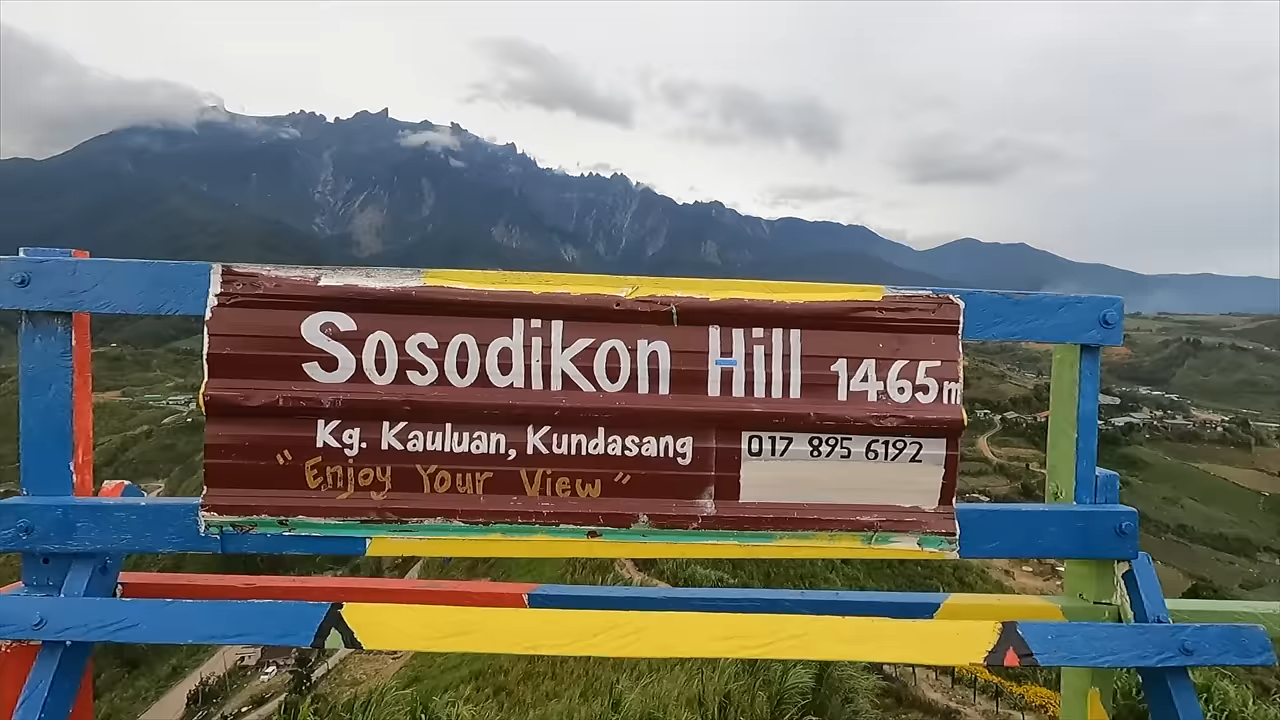 Sosodikon Hill 1465m
Kg. Kauluan, Kundasang
017 895 6192
"Enjoy Your View"